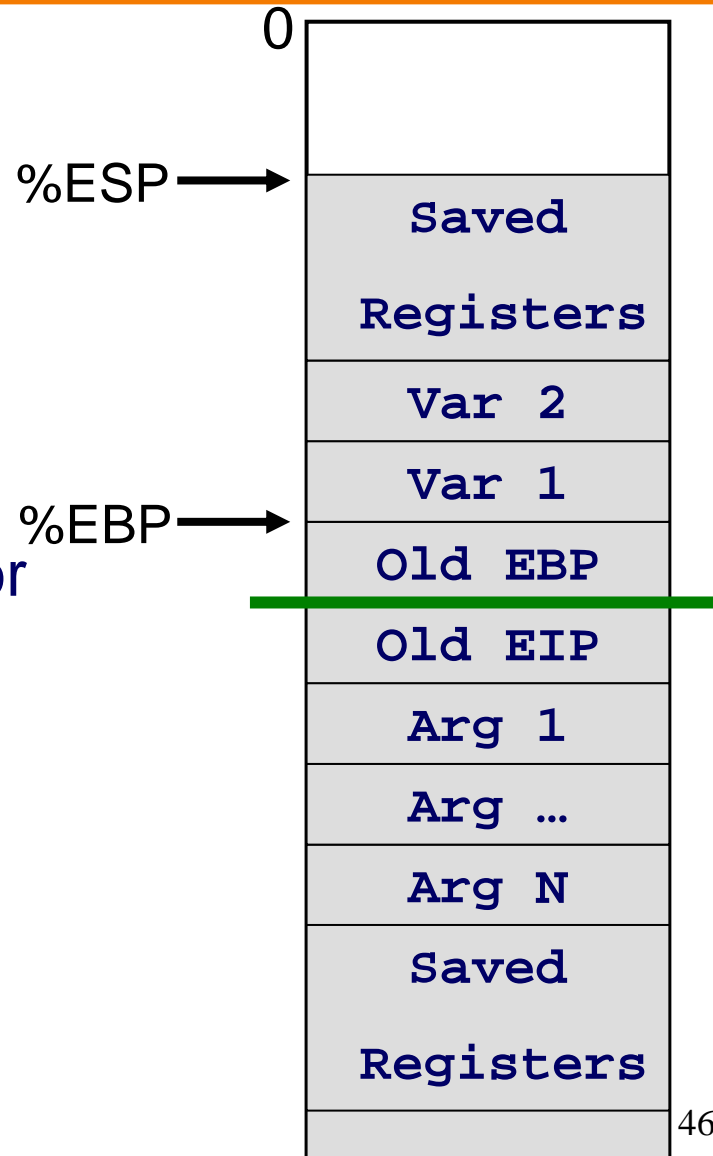 0
%ESP
Saved
Registers
Var 2
Var 1
%EBP
or
Old EBP
Old EIP
Arg 1
Arg …
Arg N
Saved
Registers
46